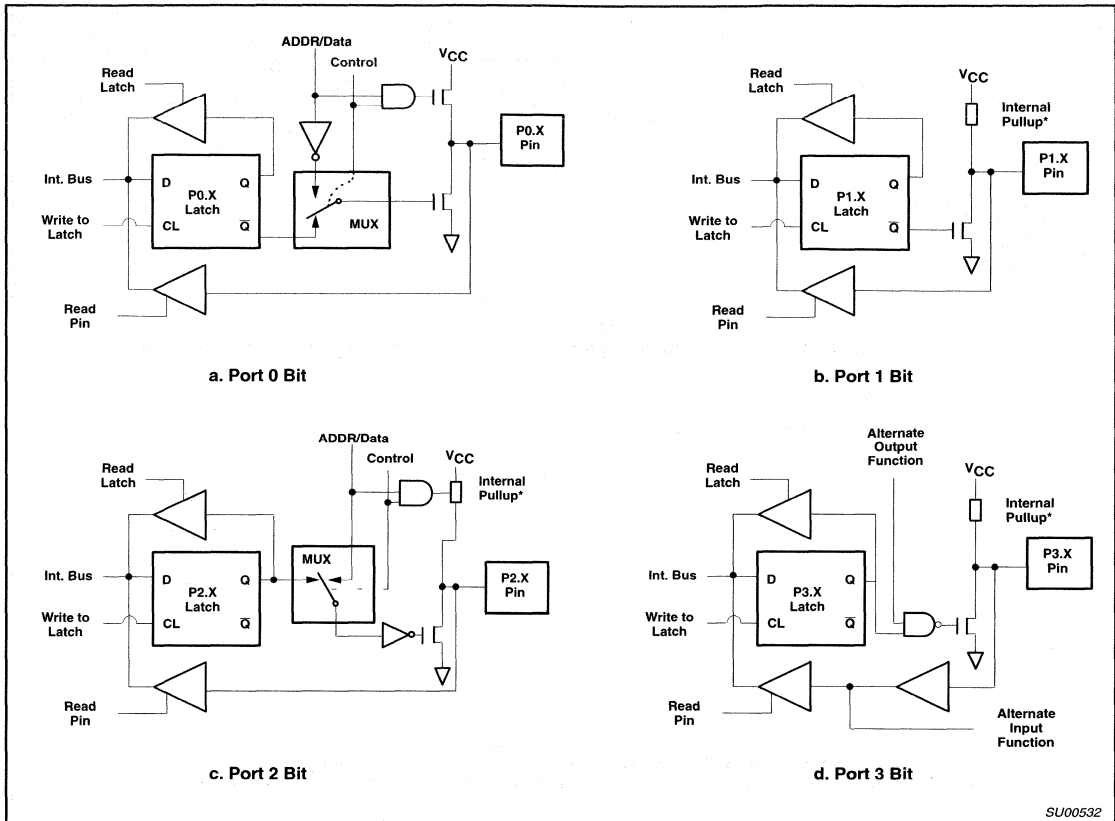 ADDR/Data
Control
VCC
Read
Latch
P0.X
Pin
Int. Bus
D
Q
P0.X
Latch
Write to
Latch
CL
Q̅
MUX
Read
Pin
a. Port 0 Bit
Read
Latch
VCC
Internal
Pullup*
P1.X
Pin
Int. Bus
D
Q
P1.X
Latch
Write to
Latch
CL
Q̅
Read
Pin
b. Port 1 Bit
ADDR/Data
Control
VCC
Internal
Pullup*
Read
Latch
MUX
Int. Bus
D
Q
P2.X
Latch
P2.X
Pin
Write to
Latch
CL
Q̅
Read
Pin
c. Port 2 Bit
Alternate
Output
Function
Read
Latch
VCC
Internal
Pullup*
P3.X
Pin
Int. Bus
D
Q
P3.X
Latch
Write to
Latch
CL
Q̅
Read
Pin
Alternate
Input
Function
d. Port 3 Bit
SU00532